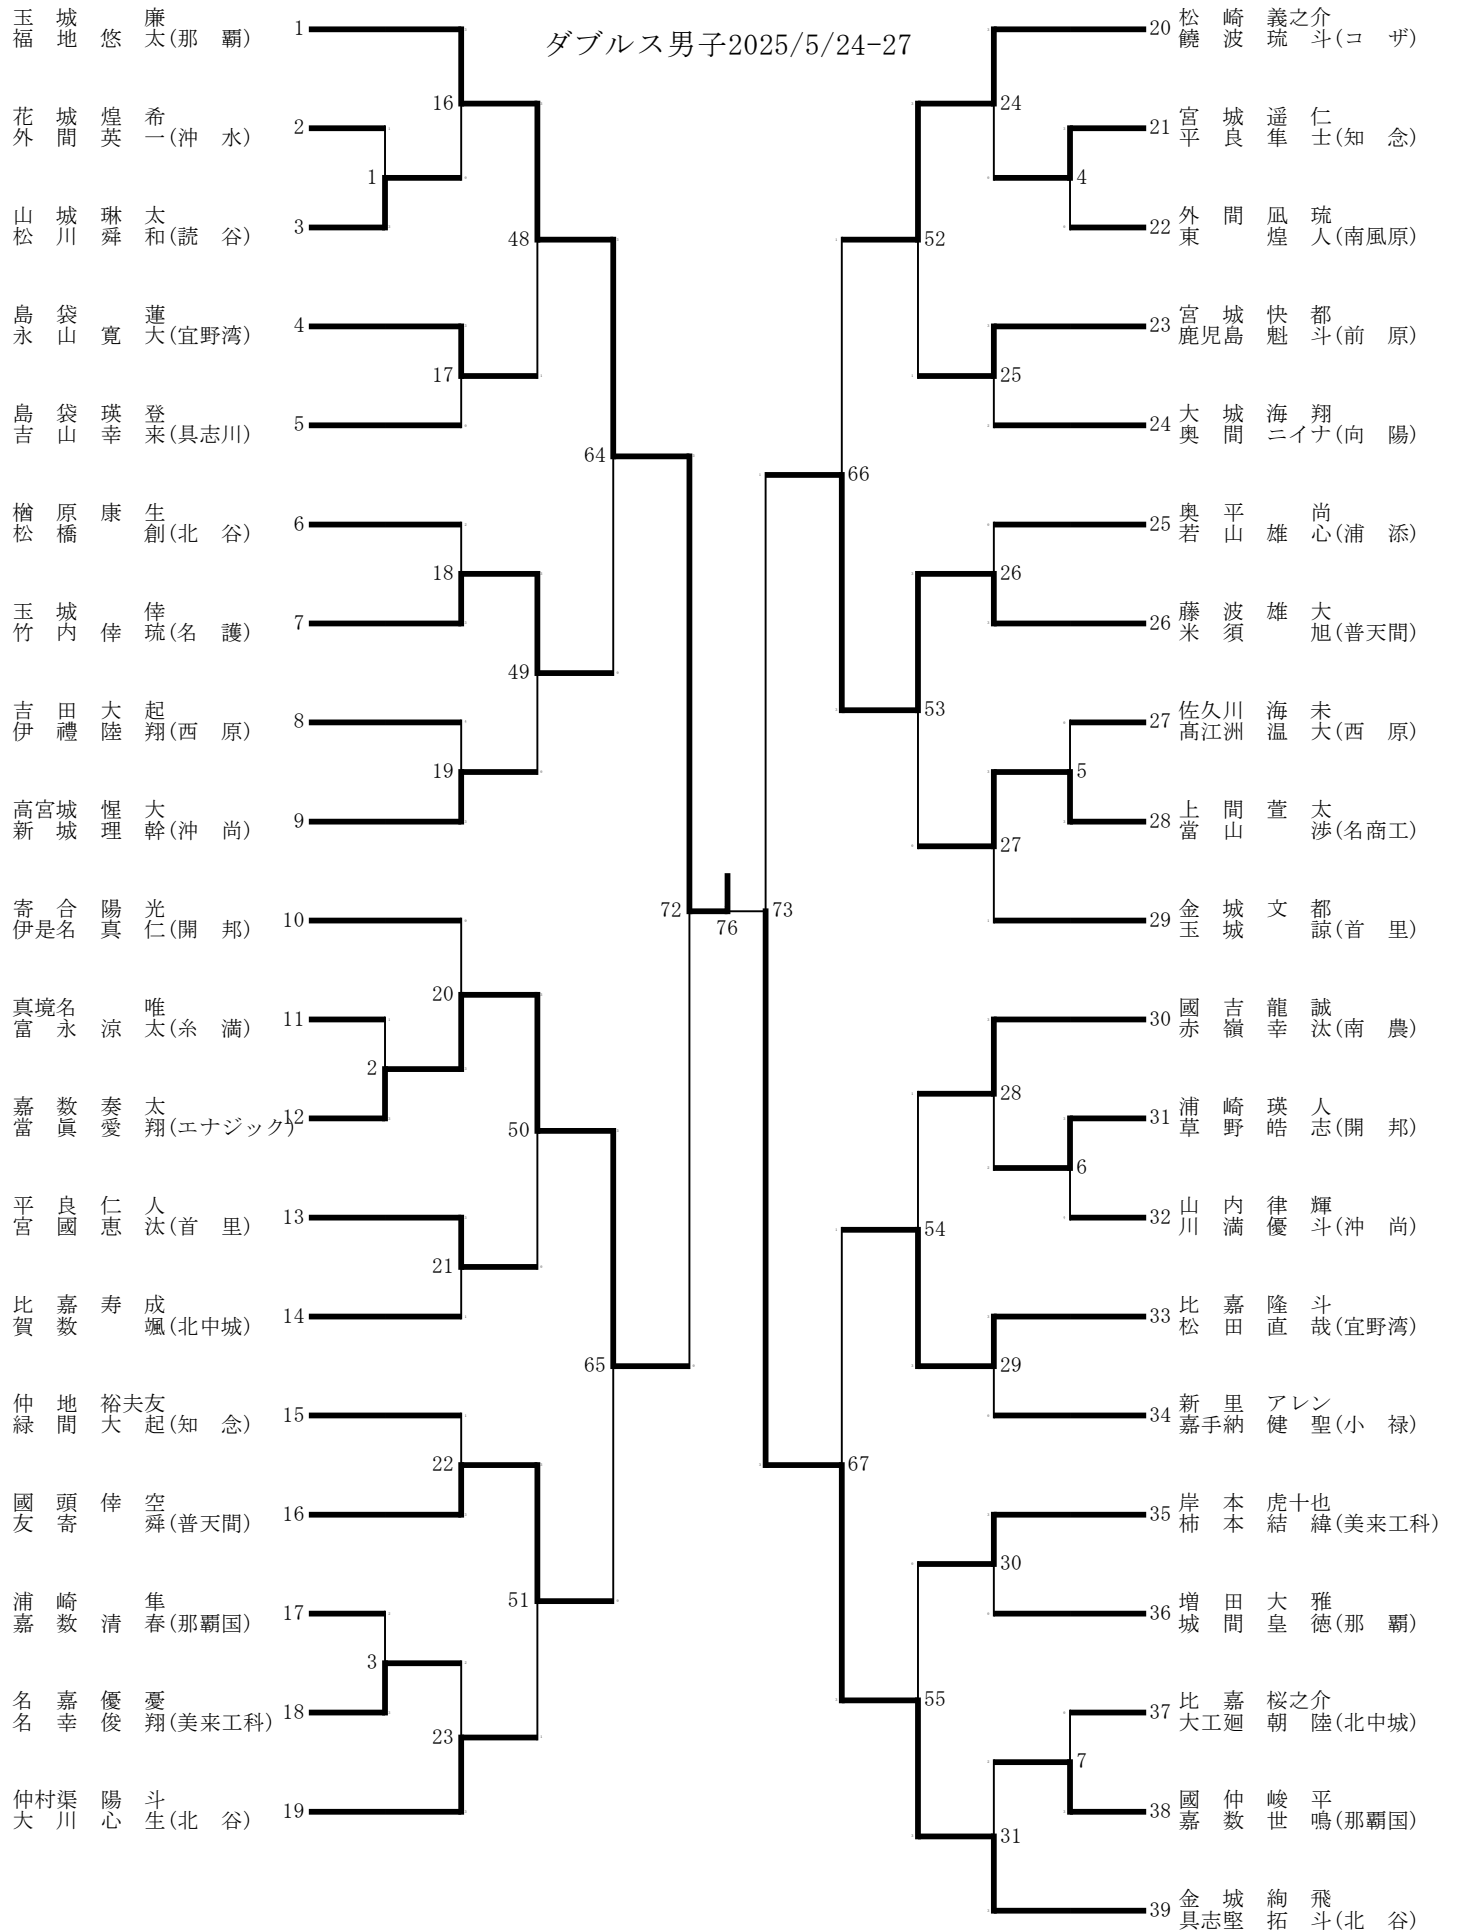 ダブルス男子2025/5/24-27
玉 城 廉
福 地 悠 太(那 覇) 1
花 城 煌 希
外 間 英 一(沖 水) 2
山 城 琳 太
松 川 舜 和(読 谷) 3
島 袋 蓮
永 山 寛 大(宜野湾) 4
島 袋 瑛 登
吉 山 幸 来(具志川) 5
楢 原 康 生
松 橋 創(北 谷) 6
玉 城 倖
竹 内 倖 琉(名 護) 7
吉 田 大 起
伊 禮 陸 翔(西 原) 8
高宮城 惺 大
新 城 理 幹(沖 尚) 9
寄 合 陽 光
伊是名 真 仁(開 邦) 10
真境名 唯
富 永 涼 太(糸 満) 11
嘉 数 奏 太
當 眞 愛 翔(エナジック) 12
平 良 仁 人
宮 國 恵 汰(首 里) 13
比 嘉 寿 成
賀 数 颯(北中城) 14
仲 地 裕夫友
緑 間 大 起(知 念) 15
國 頭 倖 空
友 寄 舜(普天間) 16
浦 崎 隼
嘉 数 清 春(那覇国) 17
名 嘉 優 憂
名 幸 俊 翔(美来工科) 18
仲村渠 陽 斗
大 川 心 生(北 谷) 19
16
1
17
48
18
19
49
64
20
2
21
50
22
3
23
51
65
72
76
73
20 松 崎 義之介
饒 波 琉 斗(コ ザ)
21 宮 城 遥 仁
平 良 隼 士(知 念)
22 外 間 凪 琉
東 煌 人(南風原)
23 宮 城 快 都
鹿児島 魁 斗(前 原)
24 大 城 海 翔
奥 間 ニイナ(向 陽)
25 奥 平 尚
若 山 雄 心(浦 添)
26 藤 波 雄 大
米 須 旭(普天間)
27 佐久川 海 未
髙江洲 温 大(西 原)
28 上 間 萱 太
當 山 渉(名商工)
29 金 城 文 都
玉 城 諒(首 里)
30 國 吉 龍 誠
赤 嶺 幸 汰(南 農)
31 浦 崎 瑛 人
草 野 皓 志(開 邦)
32 山 内 律 輝
川 満 優 斗(沖 尚)
33 比 嘉 隆 斗
松 田 直 哉(宜野湾)
34 新 里 アレン
嘉手納 健 聖(小 禄)
35 岸 本 虎十也
柿 本 結 緯(美来工科)
36 増 田 大 雅
城 間 皇 徳(那 覇)
37 比 嘉 桜之介
大工廻 朝 陸(北中城)
38 國 仲 峻 平
嘉 数 世 鳴(那覇国)
39 金 城 絢 飛
具志堅 拓 斗(北 谷)
24
4
52
25
66
26
53
5
27
28
6
54
29
67
30
55
7
31